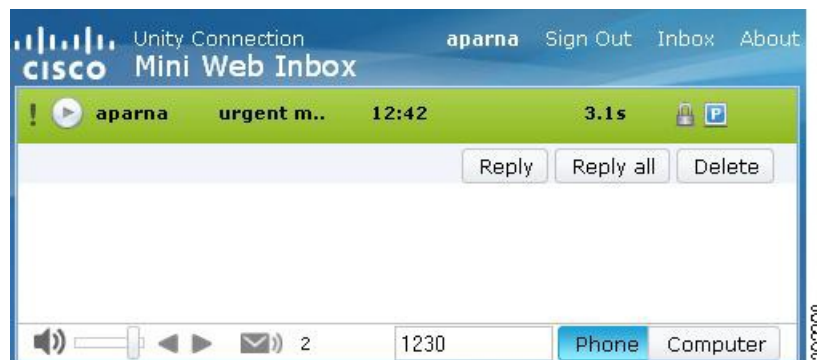 Unity Connection aparna Sign Out Inbox About
CISCO Mini Web Inbox
! aparna urgent m.. 12:42 3.1s P
Reply Reply all Delete
2 1230 Phone Computer